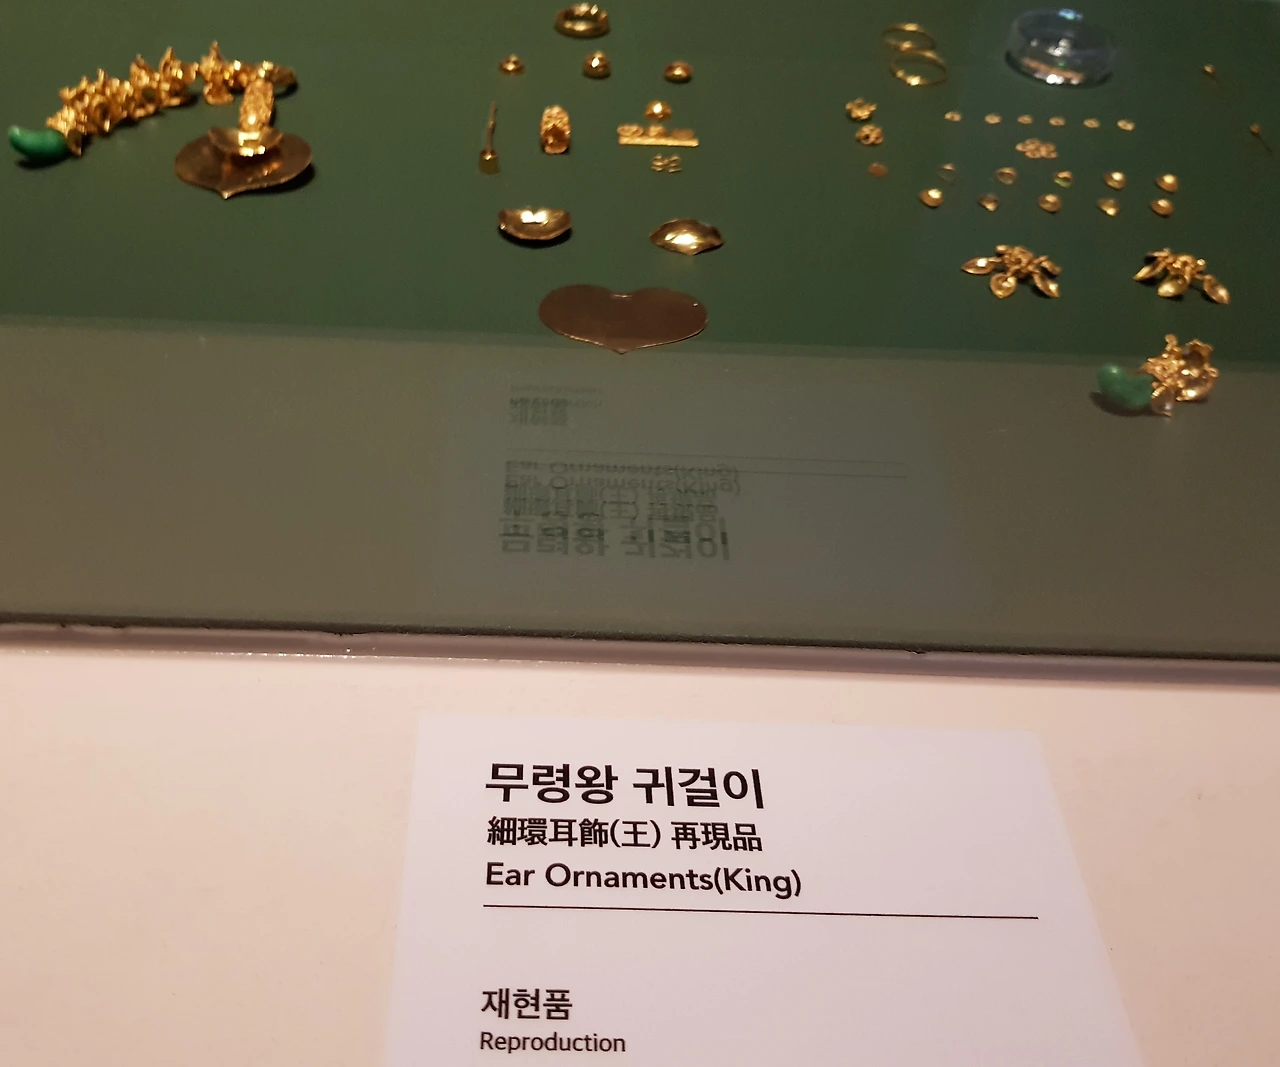 무령왕 귀걸이
細環耳飾(王) 再現品
Ear Ornaments(King)
재현품
Reproduction